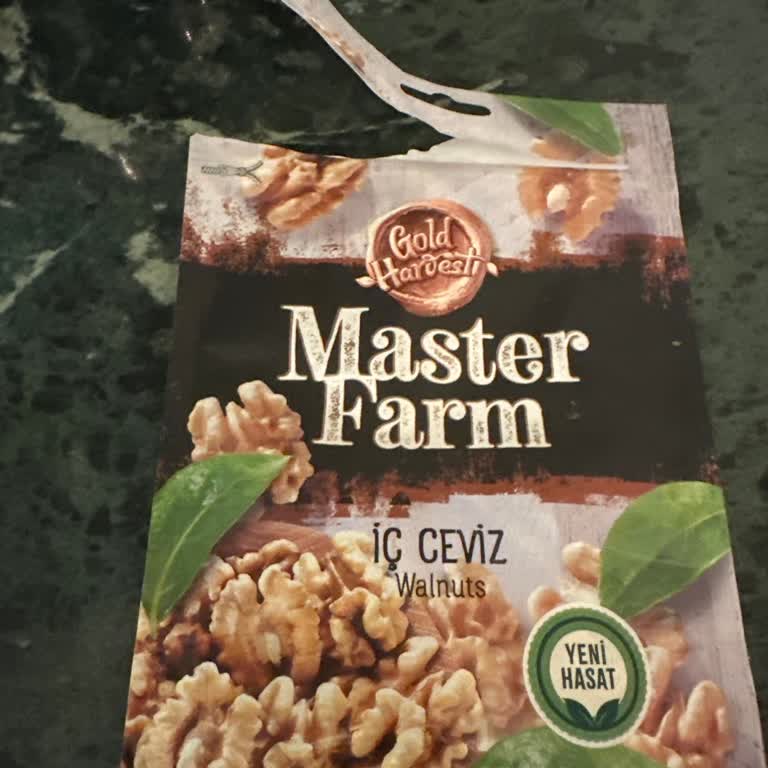 Gold
Harvest
Master
Farm
İÇ CEVİZ
Walnuts
YENİ
HASAT